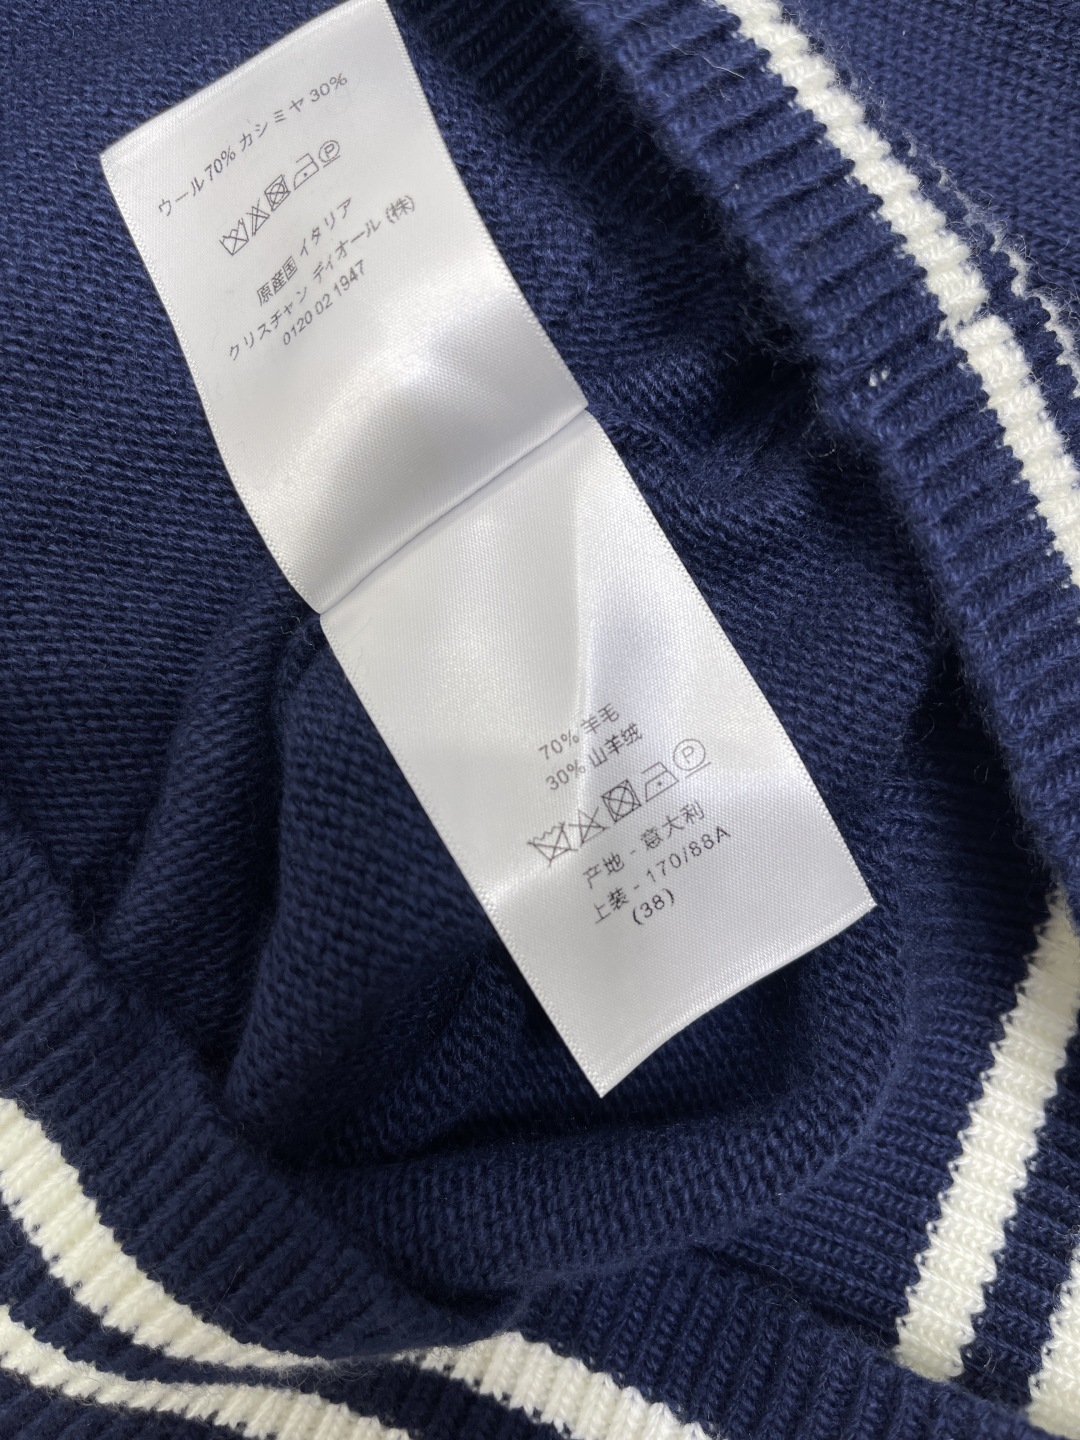 ウール70% カシミヤ 30%
P
原産国 イタリア
クリスチャン ディオール (株)
0120 02 1947
70% 羊毛
30% 山羊绒
P
产地 - 意大利
上装 - 170/88A
(38)